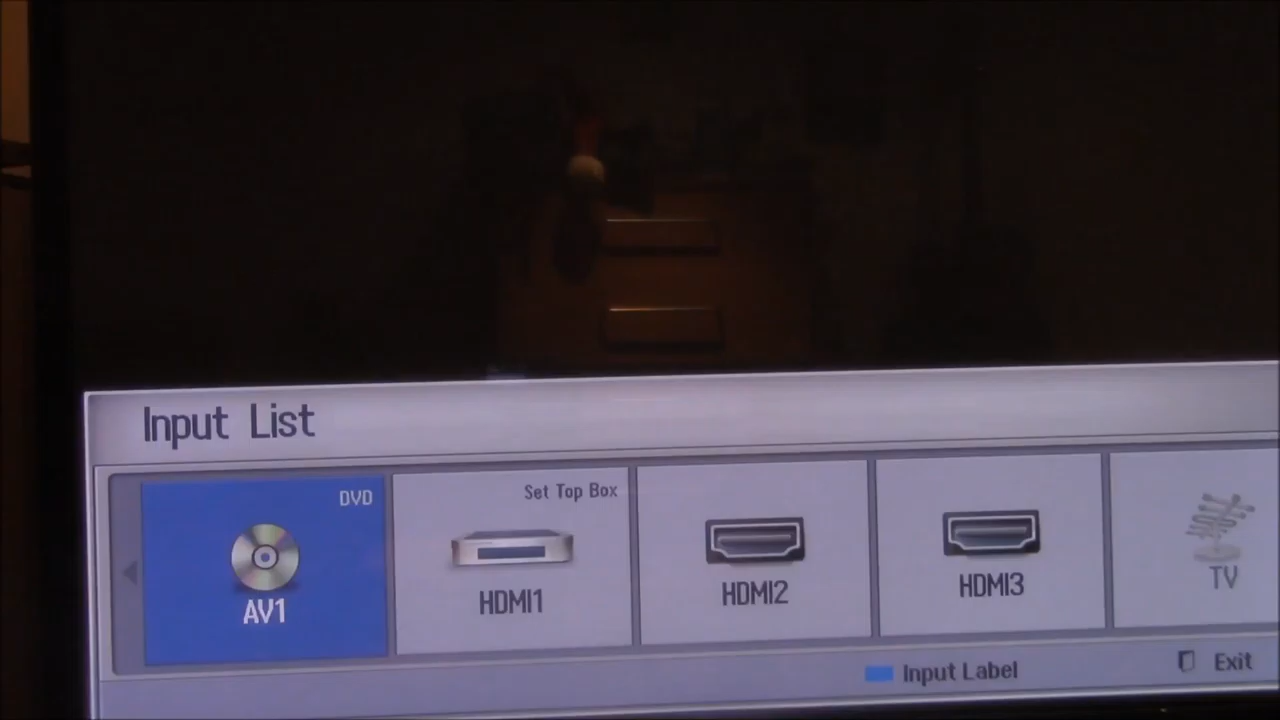 Input List
DVD
AV1
Set Top Box
HDMI1
HDMI2
HDMI3
TV
Input Label
Exit